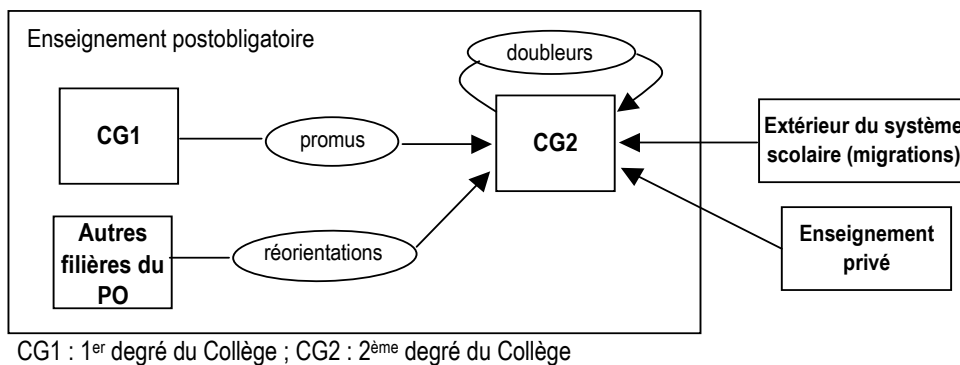 Enseignement postobligatoire
doubleurs
CG1
promus
CG2
Extérieur du système
scolaire (migrations)
Autres
filières du
PO
réorientations
Enseignement
privé
CG1 : 1er degré du Collège ; CG2 : 2ème degré du Collège